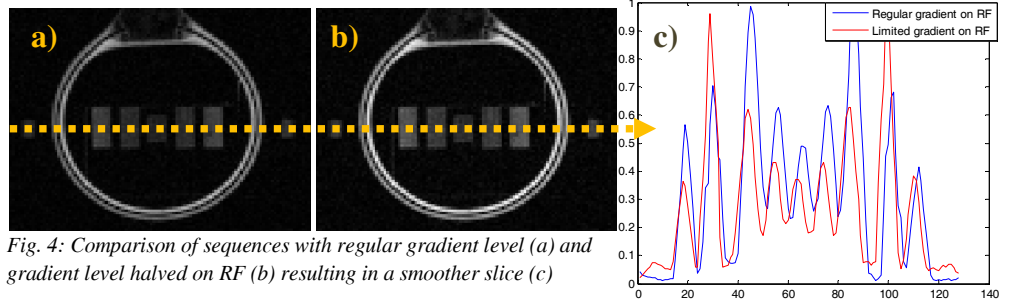 a)
b)
c)
Regular gradient on RF
Limited gradient on RF
1
0.9
0.8
0.7
0.6
0.5
0.4
0.3
0.2
0.1
0
0 20 40 60 80 100 120 140
Fig. 4: Comparison of sequences with regular gradient level (a) and
gradient level halved on RF (b) resulting in a smoother slice (c)